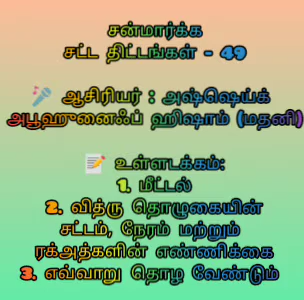 சன்மார்க்க
சட்ட திட்டங்கள் - 49
🎤 ஆசிரியர் : அஷ்ஷெய்க்
அபூஹுனைஃப் ஹிஷாம் (மதனி)
📝 உள்ளடக்கம்:
1. மீட்டல்
2. வித்ரு தொழுகையின்
சட்டம், நேரம் மற்றும்
ரக்அத்களின் எண்ணிக்கை
3. எவ்வாறு தொழ வேண்டும்